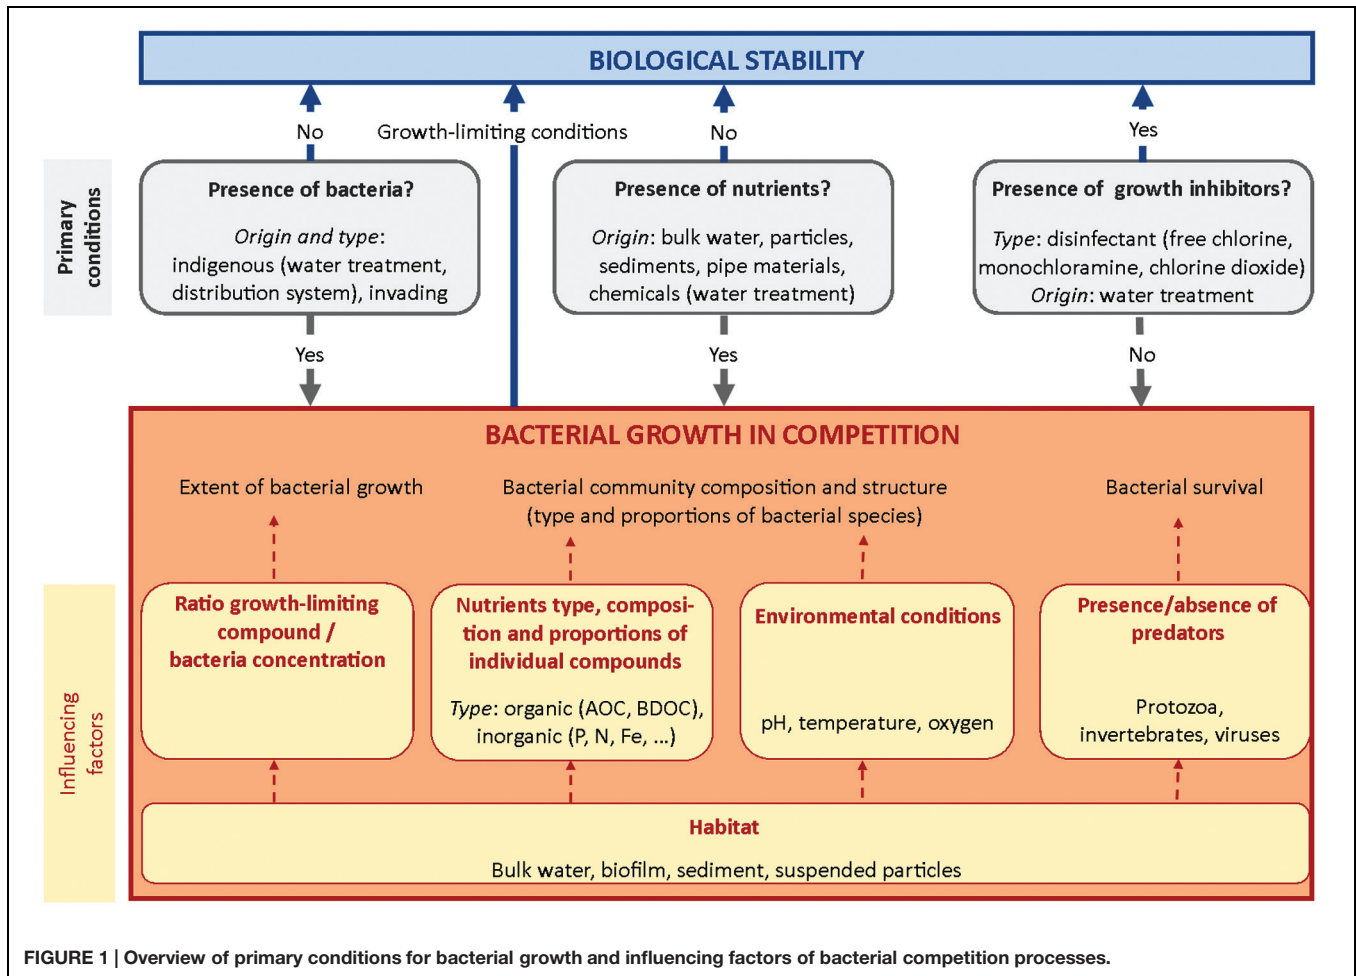 BIOLOGICAL STABILITY
No
Growth-limiting conditions
No
Yes
Primary
conditions
Presence of bacteria?
Origin and type:
indigenous (water treatment,
distribution system), invading
Presence of nutrients?
Origin: bulk water, particles,
sediments, pipe materials,
chemicals (water treatment)
Presence of growth inhibitors?
Type: disinfectant (free chlorine,
monochloramine, chlorine dioxide)
Origin: water treatment
Yes
Yes
No
BACTERIAL GROWTH IN COMPETITION
Extent of bacterial growth
Bacterial community composition and structure
(type and proportions of bacterial species)
Bacterial survival
Influencing
factors
Ratio growth-limiting
compound /
bacteria concentration
Nutrients type, composi-
tion and proportions of
individual compounds
Type: organic (AOC, BDOC),
inorganic (P, N, Fe, ...)
Environmental conditions
pH, temperature, oxygen
Presence/absence of
predators
Protozoa,
invertebrates, viruses
Habitat
Bulk water, biofilm, sediment, suspended particles
FIGURE 1 | Overview of primary conditions for bacterial growth and influencing factors of bacterial competition processes.